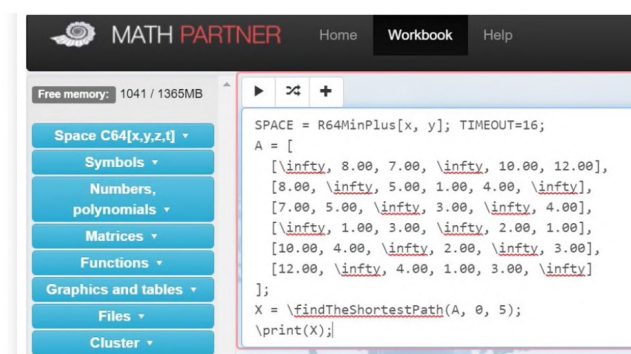 MATH PARTNER Home Workbook Help
Free memory: 1041 / 1365MB
Space C64[x,y,z,t]
Symbols
Numbers,
polynomials
Matrices
Functions
Graphics and tables
Files
Cluster
SPACE = R64MinPlus[x, y]; TIMEOUT=16;
A = [
[\infty, 8.00, 7.00, \infty, 10.00, 12.00],
[8.00, \infty, 5.00, 1.00, 4.00, \infty],
[7.00, 5.00, \infty, 3.00, \infty, 4.00],
[\infty, 1.00, 3.00, \infty, 2.00, 1.00],
[10.00, 4.00, \infty, 2.00, \infty, 3.00],
[12.00, \infty, 4.00, 1.00, 3.00, \infty]
];
X = \findTheShortestPath(A, 0, 5);
\print(X);